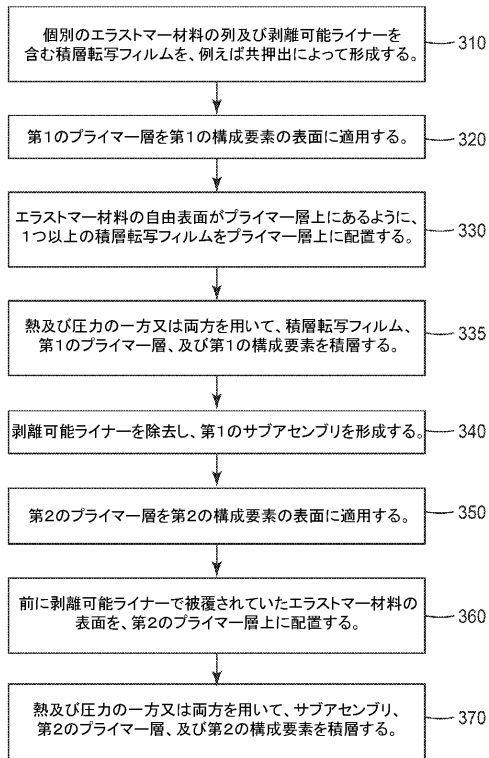 個別のエラストマー材料の列及び剥離可能ライナーを
含む積層転写フィルムを、例えば共押出によって形成する。
310
第1のプライマー層を第1の構成要素の表面に適用する。
320
エラストマー材料の自由表面がプライマー層上にあるように、
1つ以上の積層転写フィルムをプライマー層上に配置する。
330
熱及び圧力の一方又は両方を用いて、積層転写フィルム、
第1のプライマー層、及び第1の構成要素を積層する。
335
剥離可能ライナーを除去し、第1のサブアセンブリを形成する。
340
第2のプライマー層を第2の構成要素の表面に適用する。
350
前に剥離可能ライナーで被覆されていたエラストマー材料の
表面を、第2のプライマー層上に配置する。
360
熱及び圧力の一方又は両方を用いて、サブアセンブリ、
第2のプライマー層、及び第2の構成要素を積層する。
370